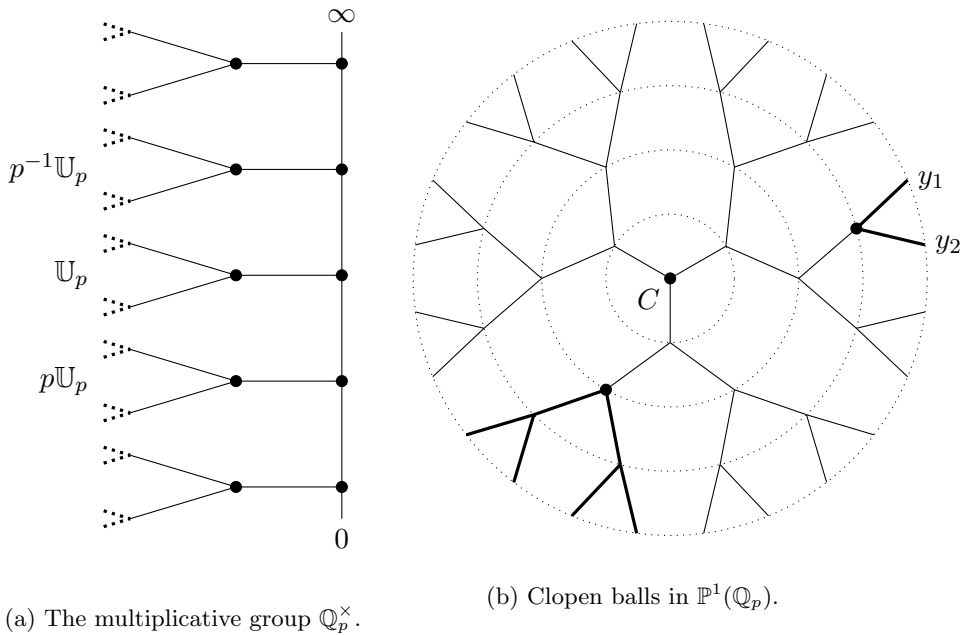 ∞
p⁻¹𝕌ₚ
𝕌ₚ
p𝕌ₚ
0
(a) The multiplicative group ℚₚ×.
y₁
y₂
C
(b) Clopen balls in ℙ¹(ℚₚ).